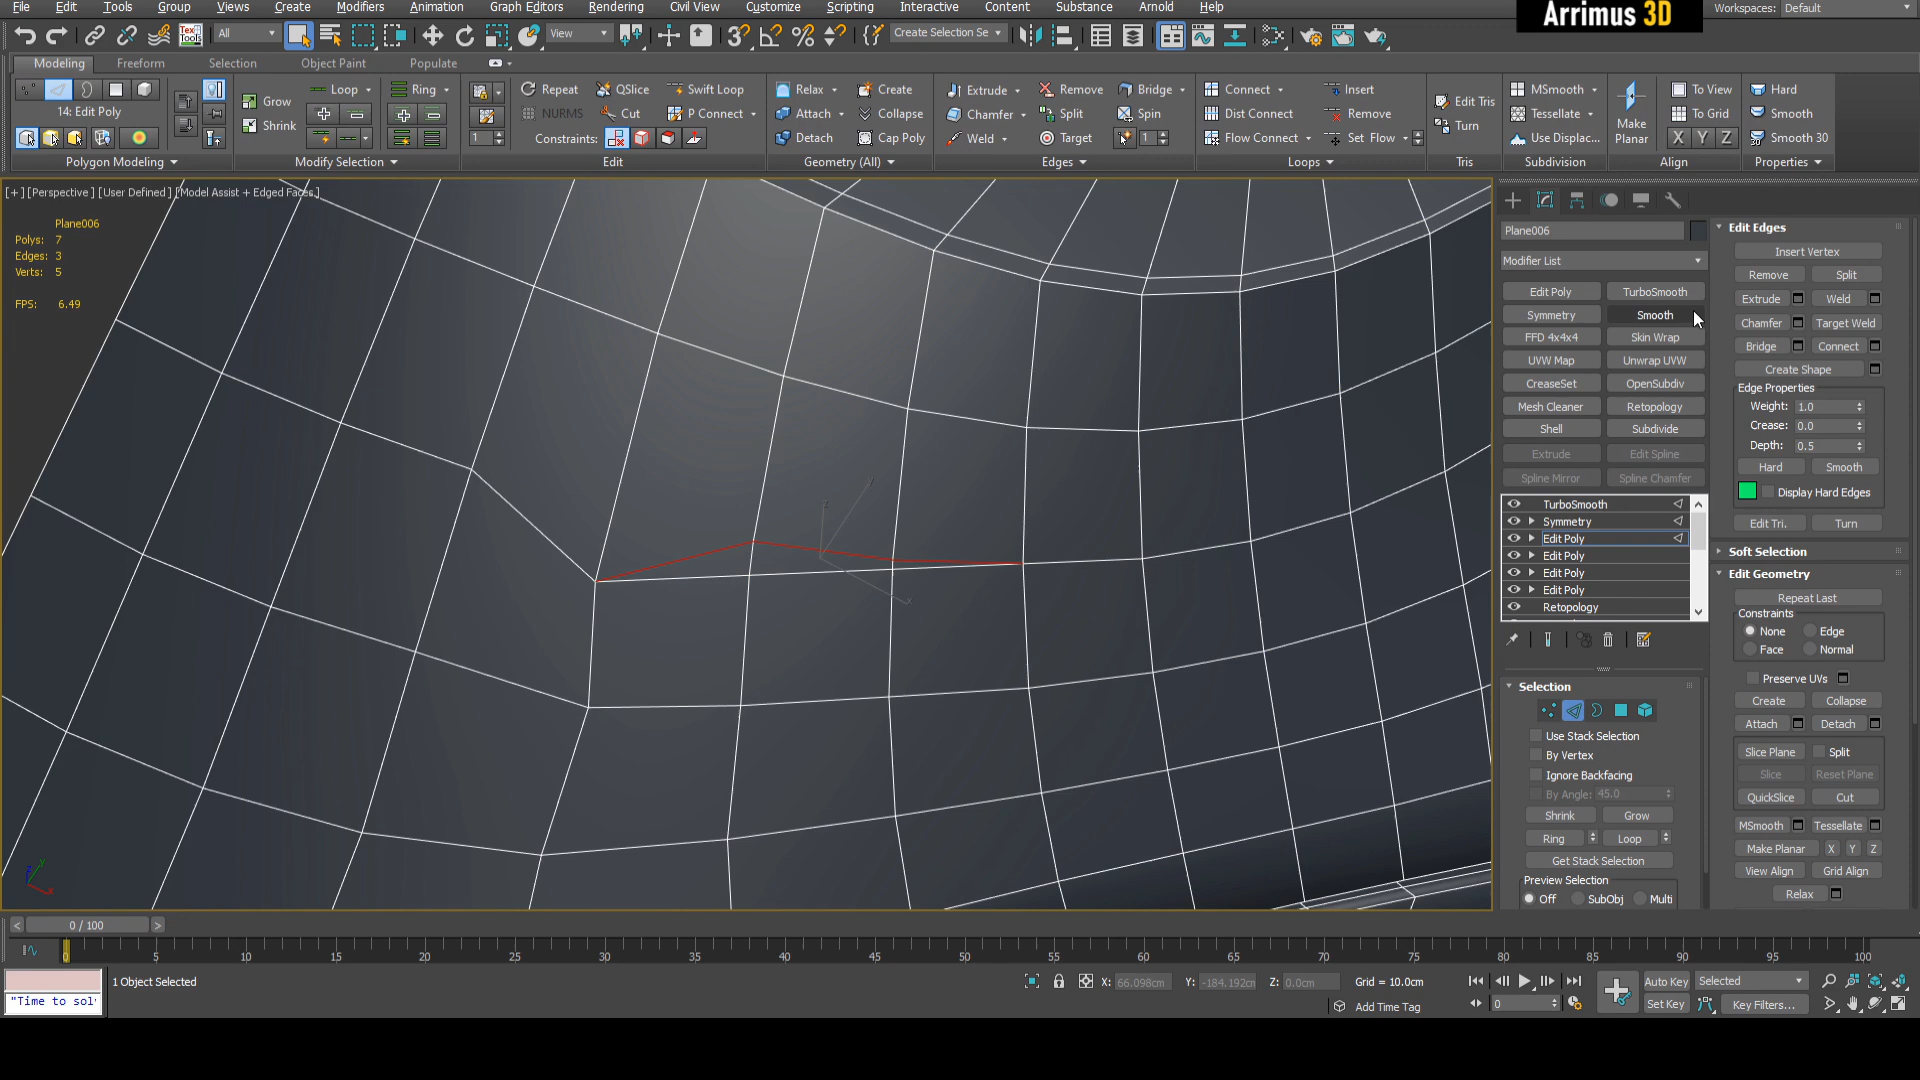 File Edit Tools Group Views Create Modifiers Animation Graph Editors Rendering Civil View Customize Scripting Interactive Content Substance Arnold Help
Arrimus 3D
Workspaces: Default
All
View
Create Selection Se
Modeling Freeform Selection Object Paint Populate
14: Edit Poly
Polygon Modeling
Grow
Shrink
Loop
Ring
Modify Selection
Repeat QSlice Swift Loop
NURMS Cut P Connect
Constraints:
1
Edit
Relax Create
Attach Collapse
Detach Cap Poly
Geometry (All)
Extrude Remove Bridge
Chamfer Split Spin
Weld Target 1
Edges
Connect Insert
Dist Connect Remove
Flow Connect Set Flow
Loops
Edit Tris
Turn
Tris
MSmooth
Tessellate
Use Displac...
Subdivision
Make Planar
To View
To Grid
X Y Z
Align
Hard
Smooth
Smooth 30
Properties
[+] [Perspective] [User Defined] [Model Assist + Edged Faces]
Plane006
Polys: 7
Edges: 3
Verts: 5
FPS: 6.49
Plane006
Modifier List
Edit Poly TurboSmooth
Symmetry Smooth
FFD 4x4x4 Skin Wrap
UVW Map Unwrap UVW
CreaseSet OpenSubdiv
Mesh Cleaner Retopology
Shell Subdivide
Extrude Edit Spline
Spline Mirror Spline Chamfer
TurboSmooth
Symmetry
Edit Poly
Edit Poly
Edit Poly
Edit Poly
Retopology
Selection
Use Stack Selection
By Vertex
Ignore Backfacing
By Angle: 45.0
Shrink Grow
Ring Loop
Get Stack Selection
Preview Selection
Off SubObj Multi
Edit Edges
Insert Vertex
Remove Split
Extrude Weld
Chamfer Target Weld
Bridge Connect
Create Shape
Edge Properties
Weight: 1.0
Crease: 0.0
Depth: 0.5
Hard Smooth
Display Hard Edges
Edit Tri. Turn
Soft Selection
Edit Geometry
Repeat Last
Constraints
None Edge
Face Normal
Preserve UVs
Create Collapse
Attach Detach
Slice Plane Split
Slice Reset Plane
QuickSlice Cut
MSmooth Tessellate
Make Planar X Y Z
View Align Grid Align
Relax
0 / 100
0 5 10 15 20 25 30 35 40 45 50 55 60 65 70 75 80 85 90 95 100
"Time to sol
1 Object Selected
X: 66.098cm Y: -184.192cm Z: 0.0cm Grid = 10.0cm
Add Time Tag
0
Auto Key Selected
Set Key Key Filters...